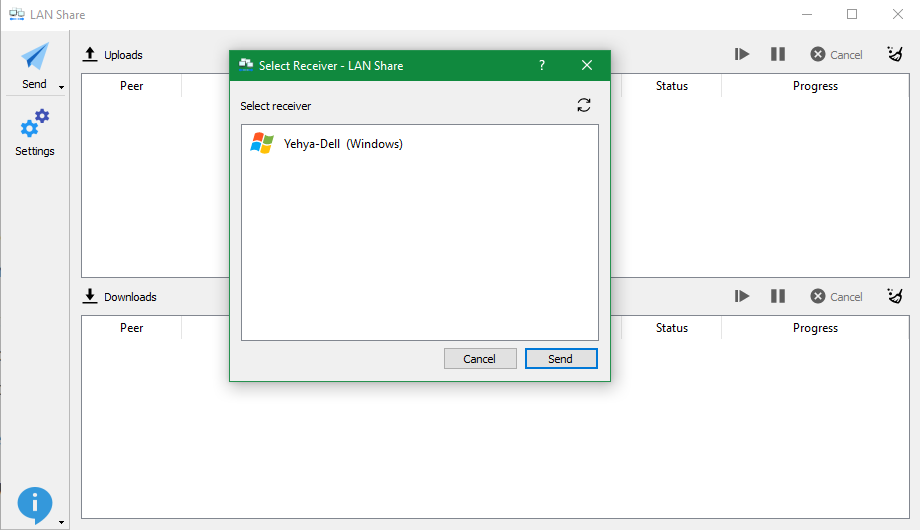 LAN Share
Send
Settings
Uploads
Cancel
Peer
Status
Progress
Select Receiver - LAN Share
?
Select receiver
Yehya-Dell (Windows)
Cancel
Send
Downloads
Cancel
Peer
Status
Progress
i